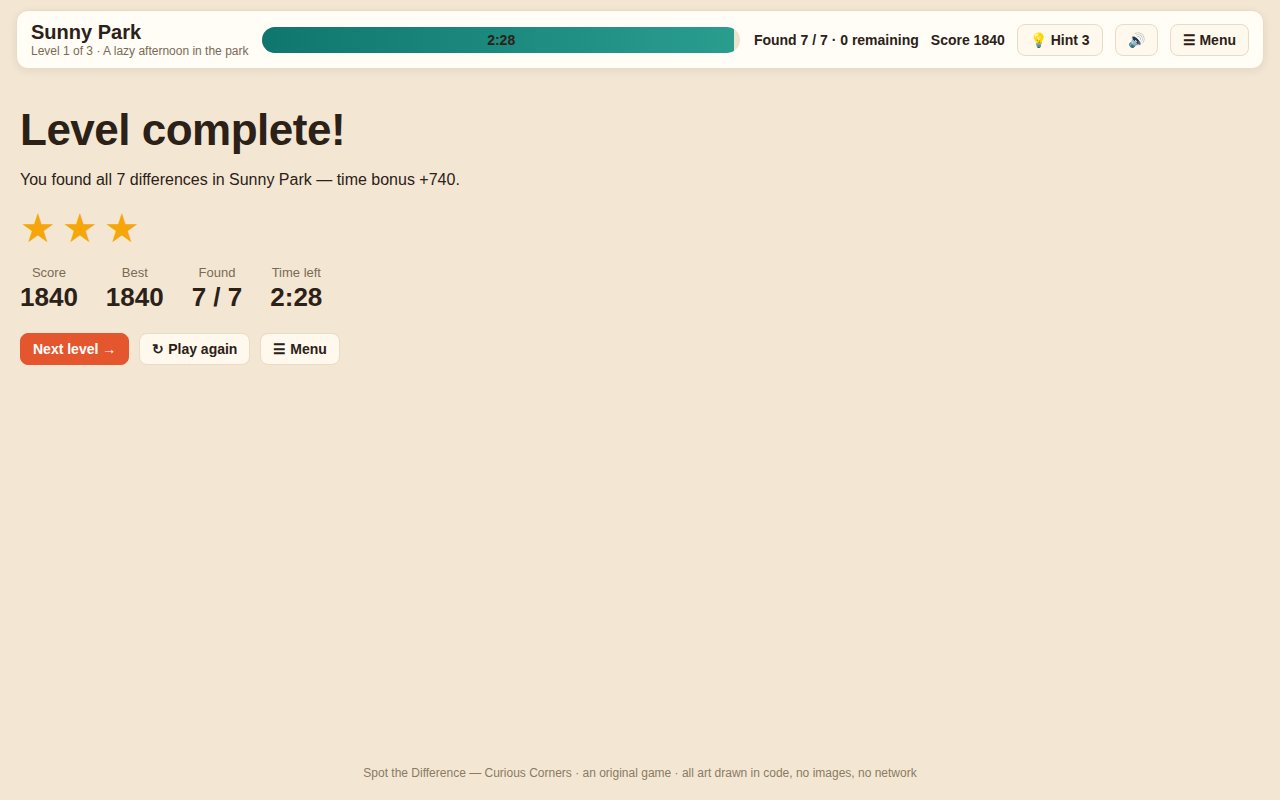 Sunny Park
Level 1 of 3 · A lazy afternoon in the park
2:28
Found 7 / 7 · 0 remaining
Score 1840
💡 Hint 3
🔊
☰ Menu
Level complete!
You found all 7 differences in Sunny Park — time bonus +740.
★ ★ ★
Score Best Found Time left
1840 1840 7 / 7 2:28
Next level → ↻ Play again ☰ Menu
Spot the Difference — Curious Corners · an original game · all art drawn in code, no images, no network